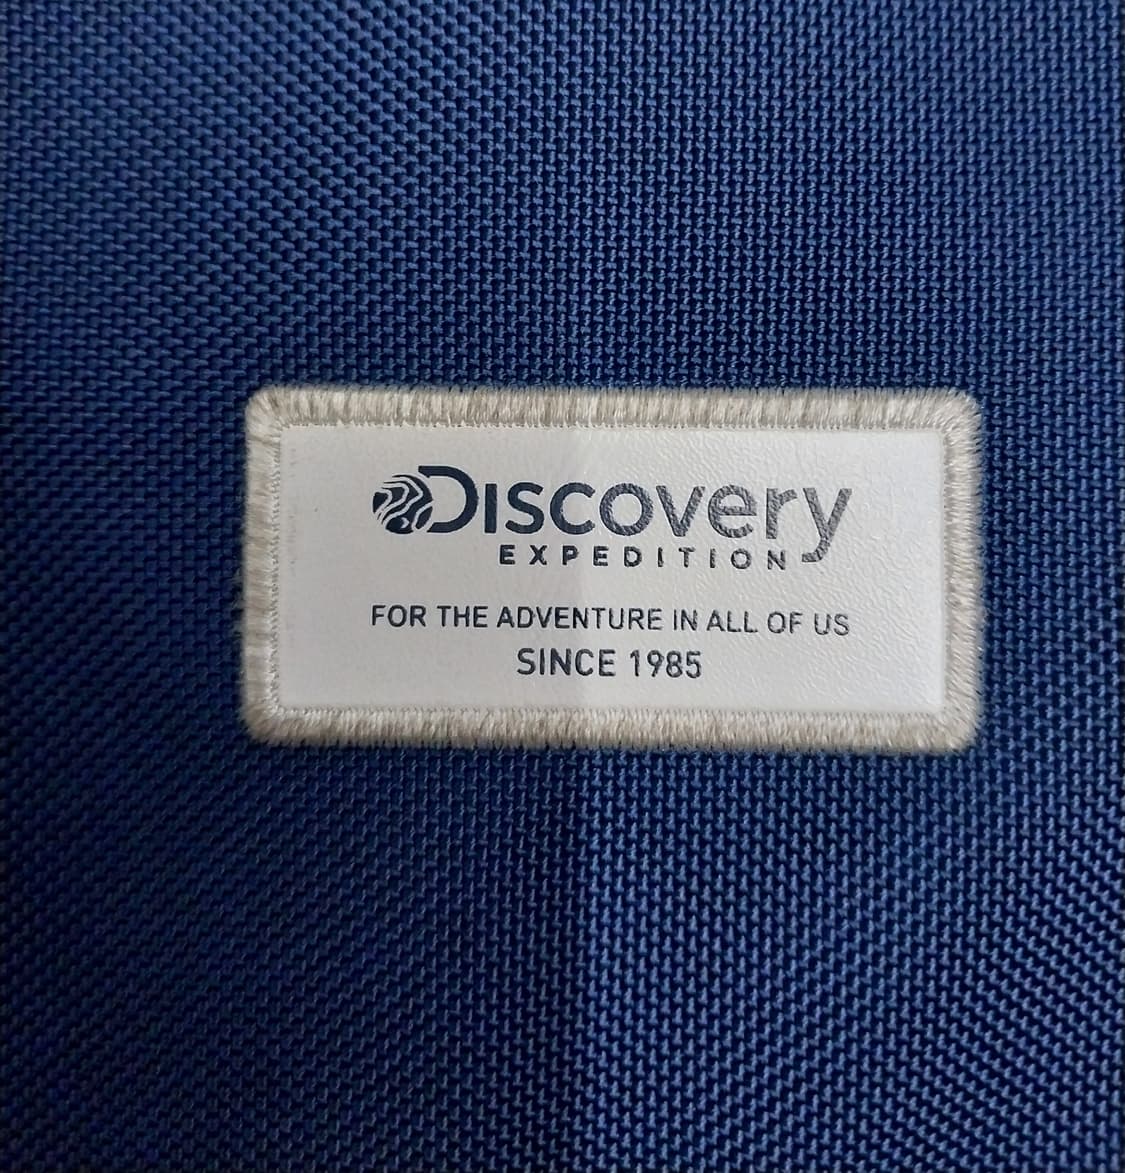 Discovery
EXPEDITION
FOR THE ADVENTURE IN ALL OF US
SINCE 1985